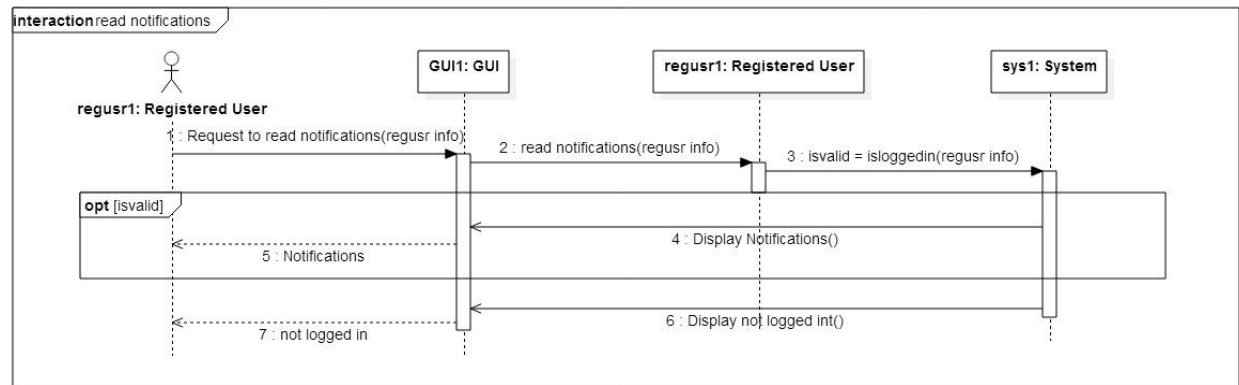 interaction read notifications
GUI1: GUI
regusr1: Registered User
sys1: System
regusr1: Registered User
1 : Request to read notifications(regusr info)
2 : read notifications(regusr info)
3 : isvalid = isloggedin(regusr info)
opt [isvalid]
4 : Display Notifications()
5 : Notifications
6 : Display not logged int()
7 : not logged in